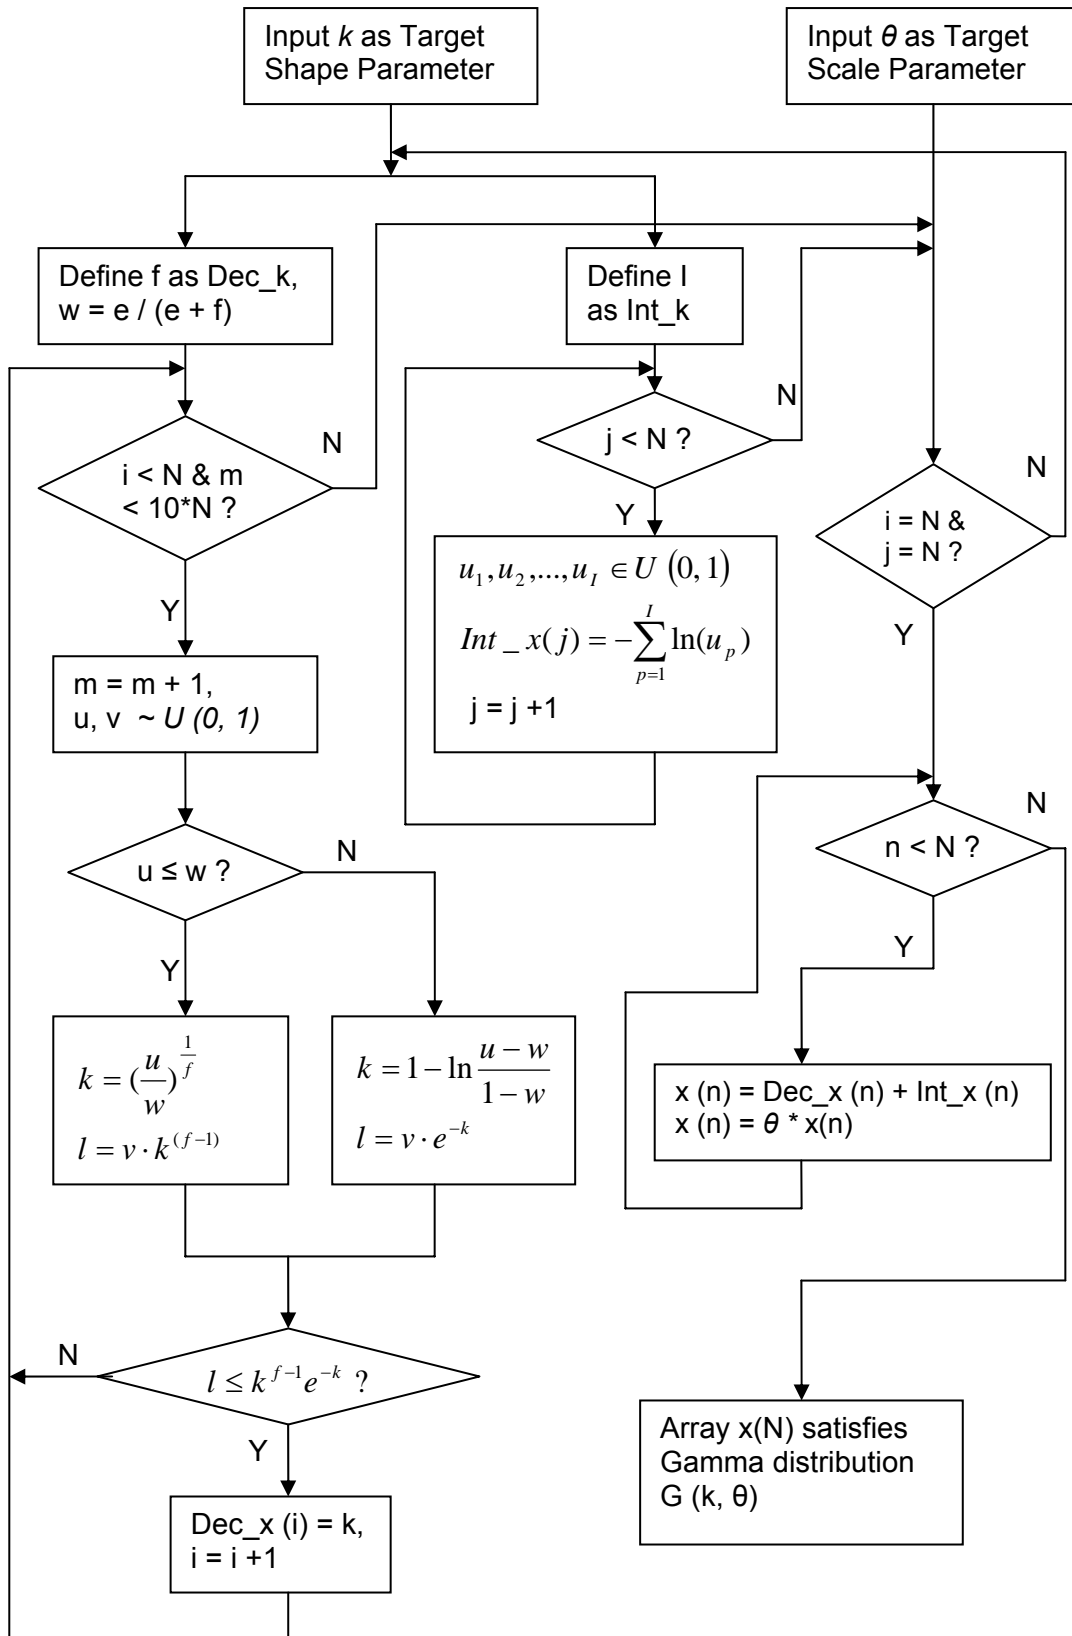 Input k as Target
Shape Parameter
Input θ as Target
Scale Parameter
Define f as Dec_k,
w = e / (e + f)
Define I
as Int_k
N
j < N ?
N
i < N & m
< 10*N ?
N
i = N &
j = N ?
Y
u₁, u₂,..., u_I ∈ U (0, 1)
Int _ x(j) = −∑_{p=1}^{I} ln(u_p)
j = j +1
Y
Y
m = m + 1,
u, v ~ U (0, 1)
N
n < N ?
u ≤ w ?
N
Y
Y
k = (u/w)^{1/f}
l = v · k^{(f−1)}
k = 1 − ln (u − w)/(1 − w)
l = v · e^{−k}
x (n) = Dec_x (n) + Int_x (n)
x (n) = θ * x(n)
N
l ≤ k^{f−1} e^{−k} ?
Y
Array x(N) satisfies
Gamma distribution
G (k, θ)
Dec_x (i) = k,
i = i +1